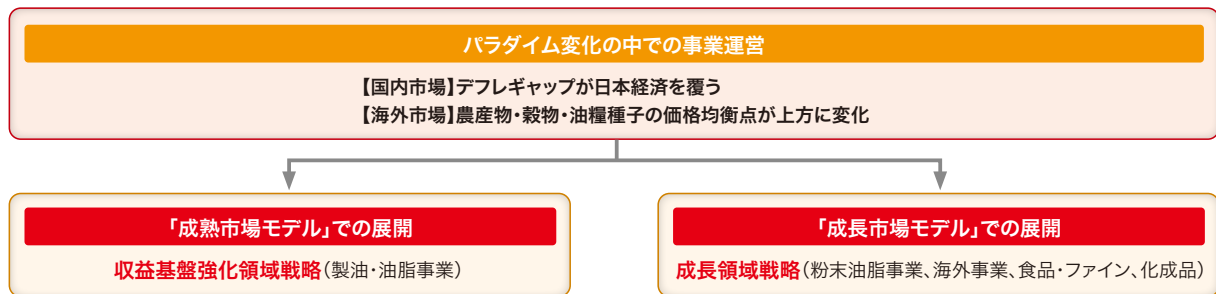 パラダイム変化の中での事業運営
【国内市場】デフレギャップが日本経済を覆う
【海外市場】農産物・穀物・油糧種子の価格均衡点が上方に変化
「成熟市場モデル」での展開
収益基盤強化領域戦略(製油・油脂事業)
「成長市場モデル」での展開
成長領域戦略(粉末油脂事業、海外事業、食品・ファイン、化成品)